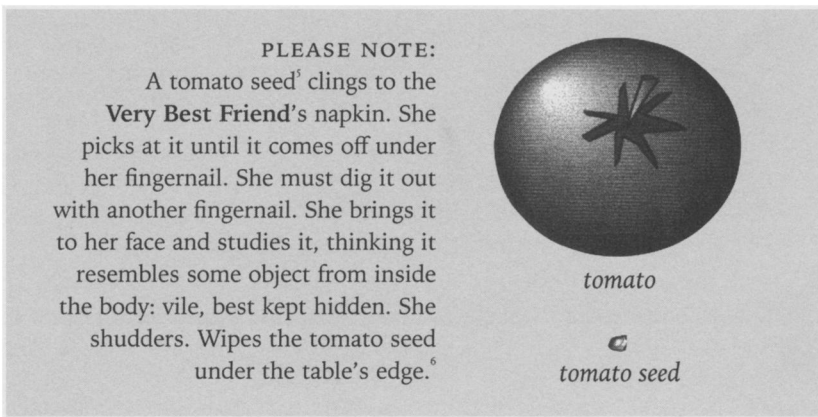 PLEASE NOTE:
A tomato seed⁵ clings to the
Very Best Friend’s napkin. She
picks at it until it comes off under
her fingernail. She must dig it out
with another fingernail. She brings it
to her face and studies it, thinking it
resembles some object from inside
the body: vile, best kept hidden. She
shudders. Wipes the tomato seed
under the table’s edge.⁶
tomato
tomato seed